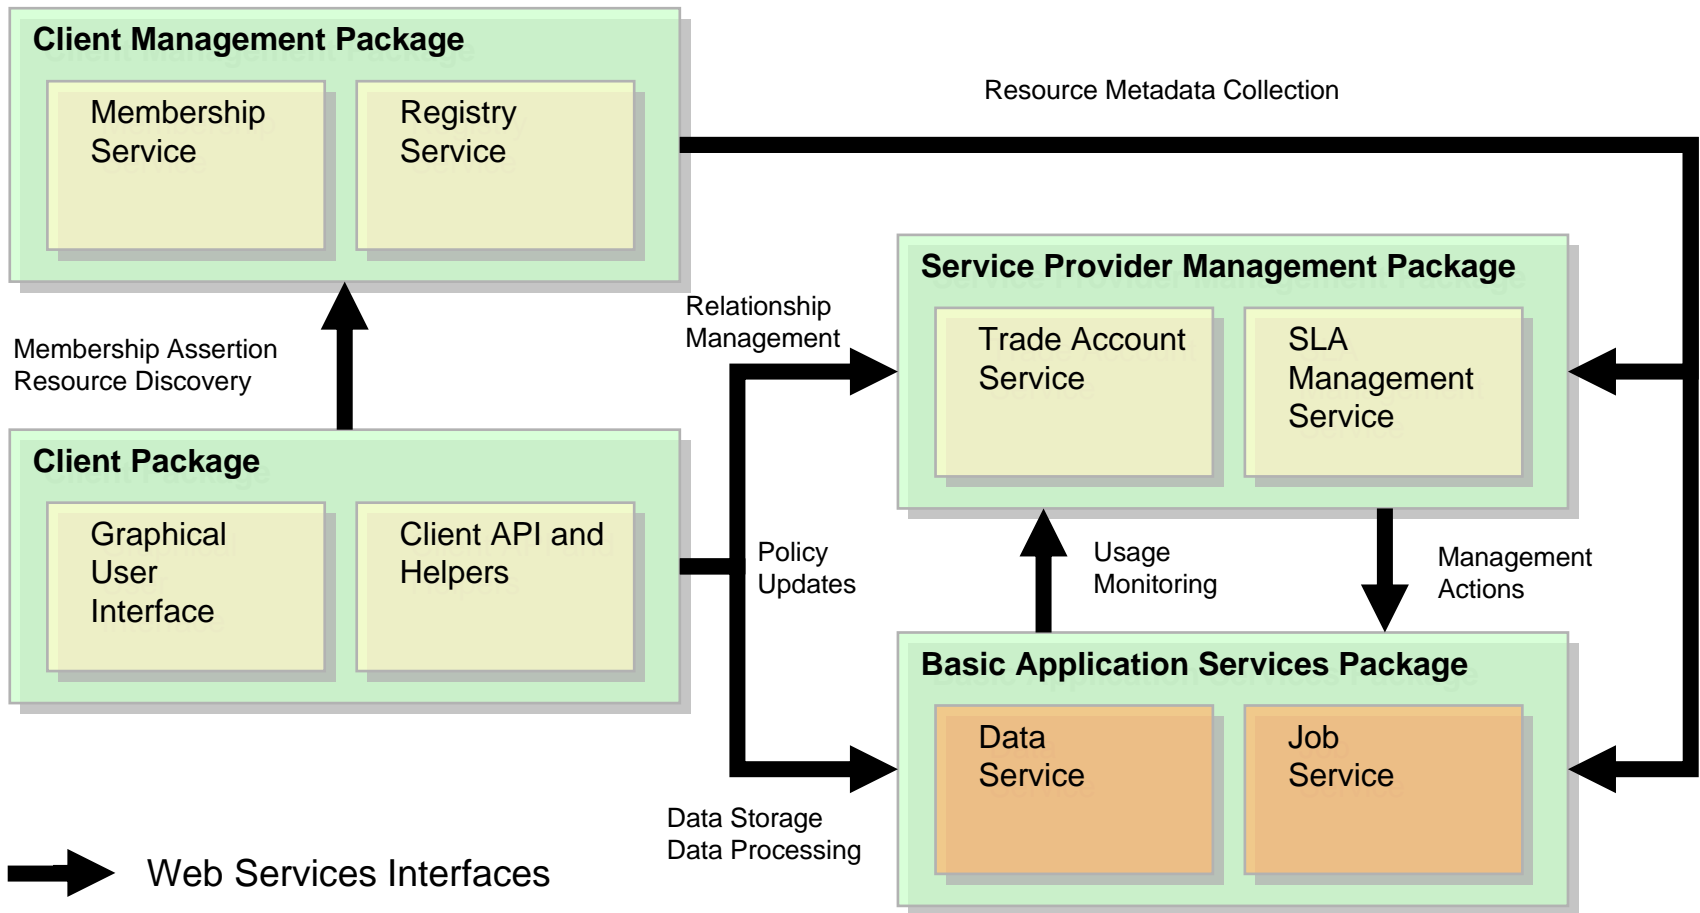 Client Management Package
Membership
Service
Registry
Service
Resource Metadata Collection
Membership Assertion
Resource Discovery
Relationship
Management
Service Provider Management Package
Trade Account
Service
SLA
Management
Service
Client Package
Graphical
User
Interface
Client API and
Helpers
Policy
Updates
Usage
Monitoring
Management
Actions
Basic Application Services Package
Data
Service
Job
Service
Data Storage
Data Processing
Web Services Interfaces